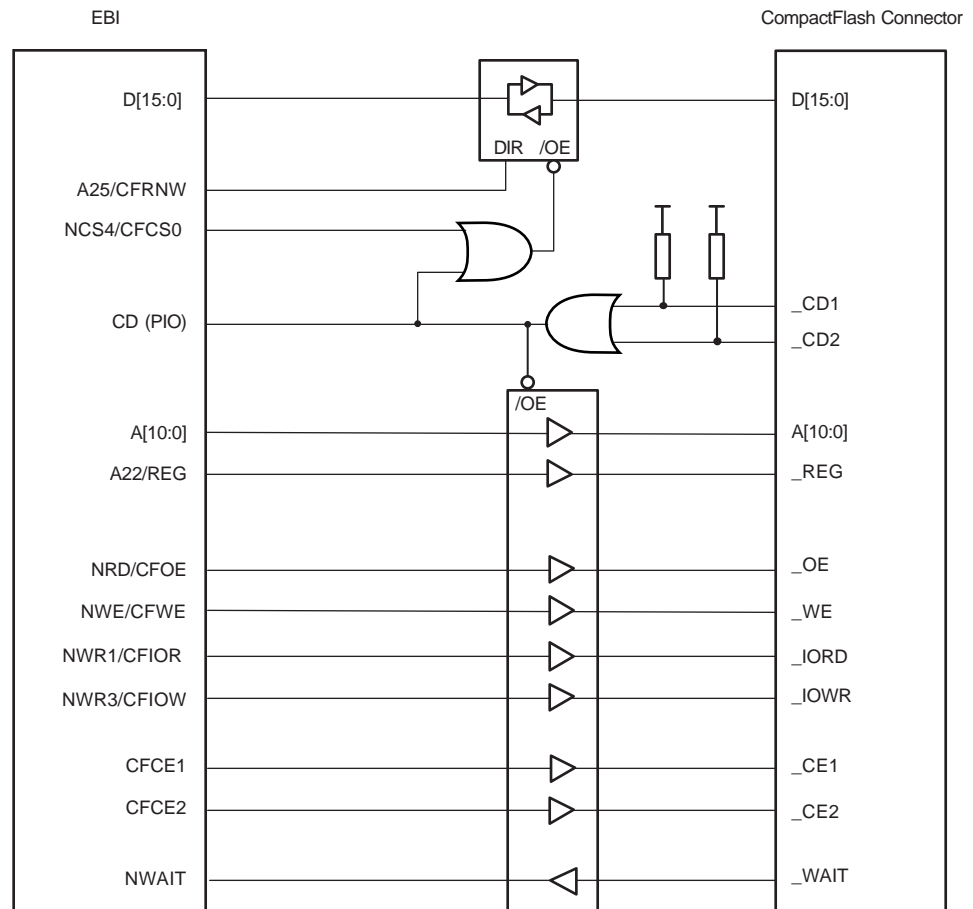 EBI
CompactFlash Connector
D[15:0]
D[15:0]
DIR /OE
A25/CFRNW
NCS4/CFCS0
_CD1
CD (PIO)
_CD2
/OE
A[10:0]
A[10:0]
A22/REG
_REG
NRD/CFOE
_OE
NWE/CFWE
_WE
NWR1/CFIOR
_IORD
NWR3/CFIOW
_IOWR
CFCE1
_CE1
CFCE2
_CE2
NWAIT
_WAIT